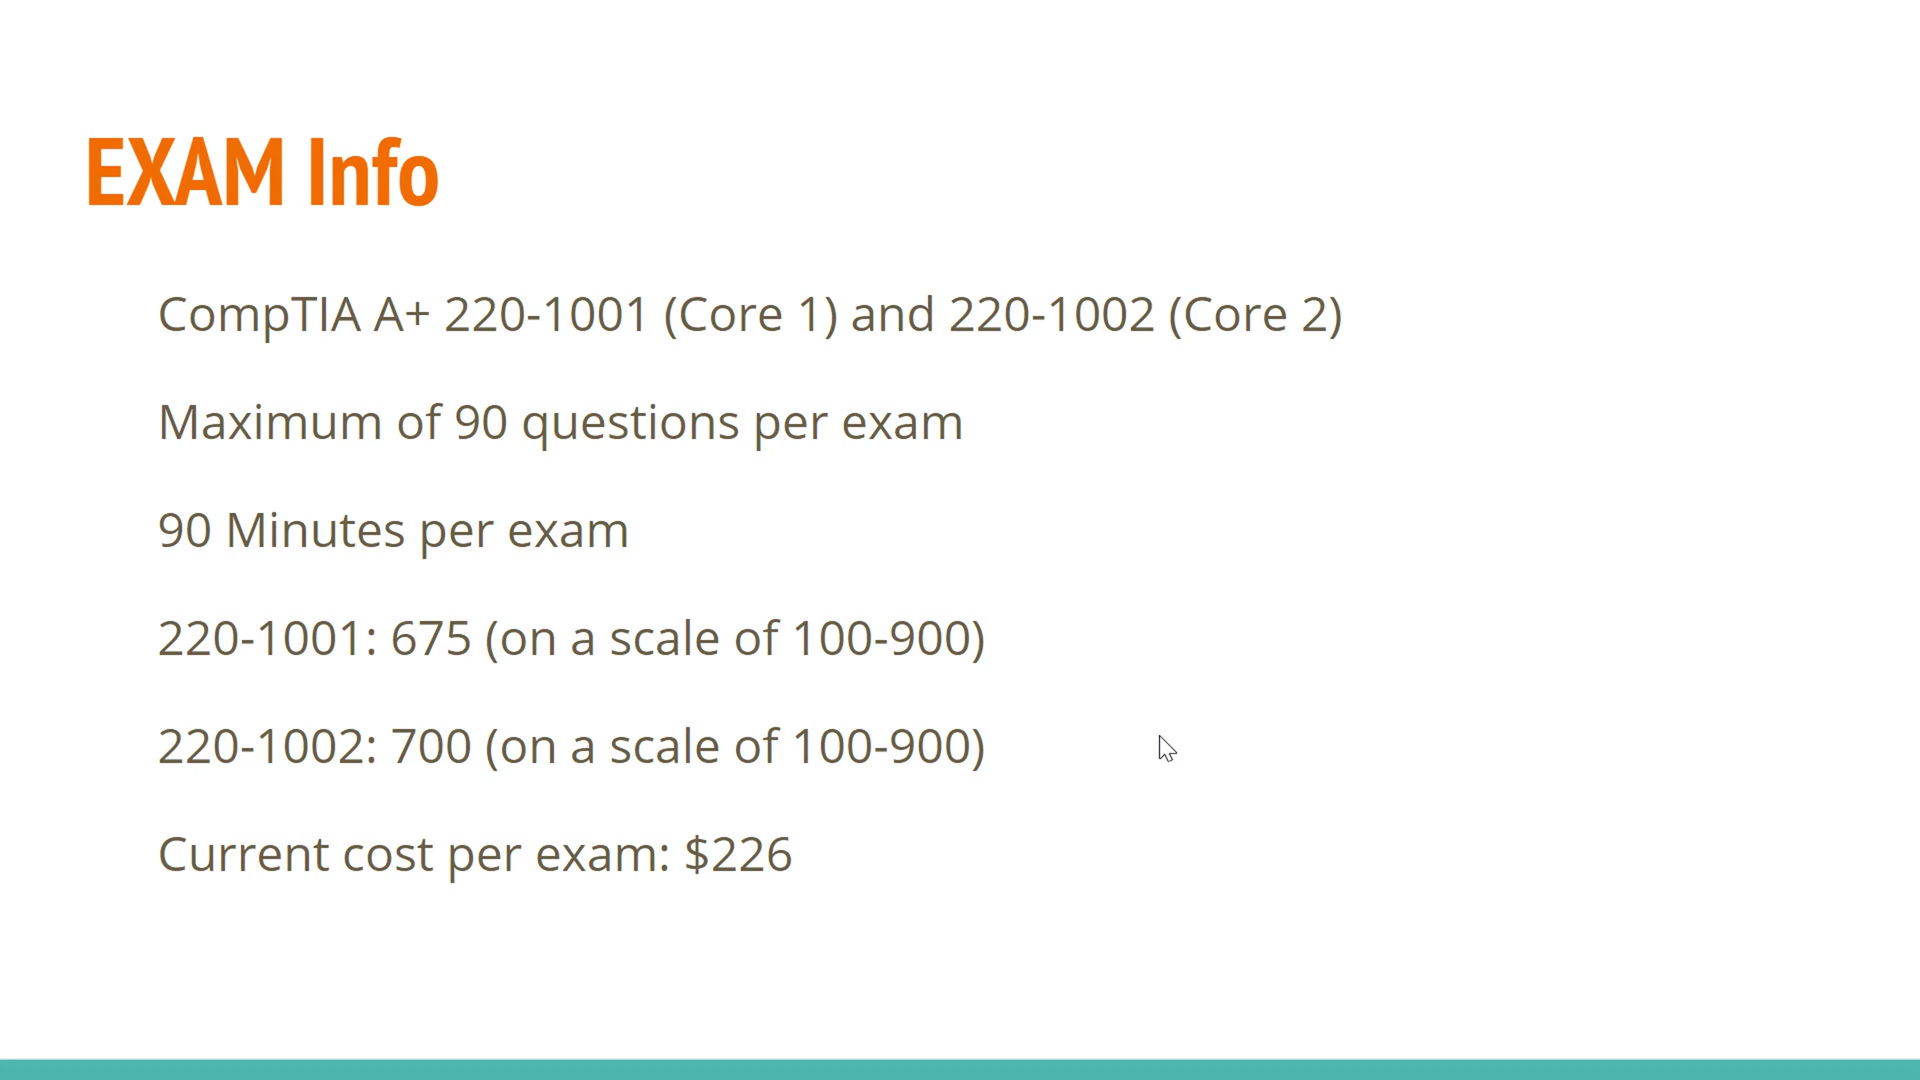 EXAM Info
CompTIA A+ 220-1001 (Core 1) and 220-1002 (Core 2)
Maximum of 90 questions per exam
90 Minutes per exam
220-1001: 675 (on a scale of 100-900)
220-1002: 700 (on a scale of 100-900)
Current cost per exam: $226